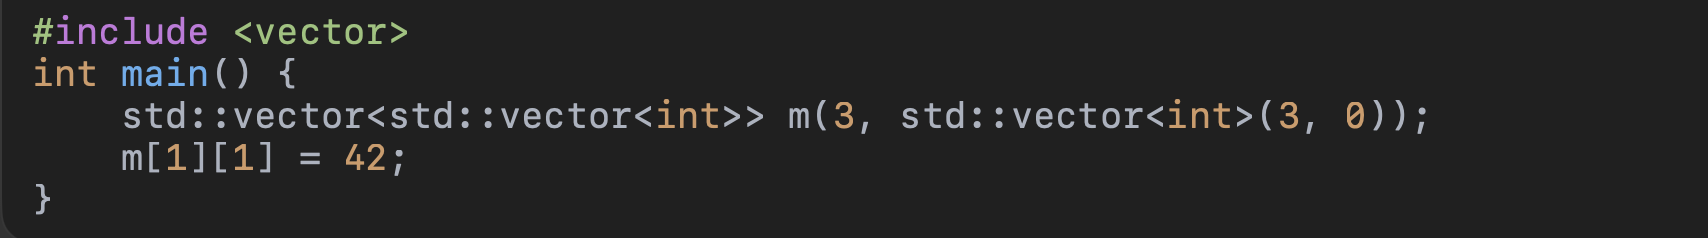 #include <vector>
int main() {
    std::vector<std::vector<int>> m(3, std::vector<int>(3, 0));
    m[1][1] = 42;
}